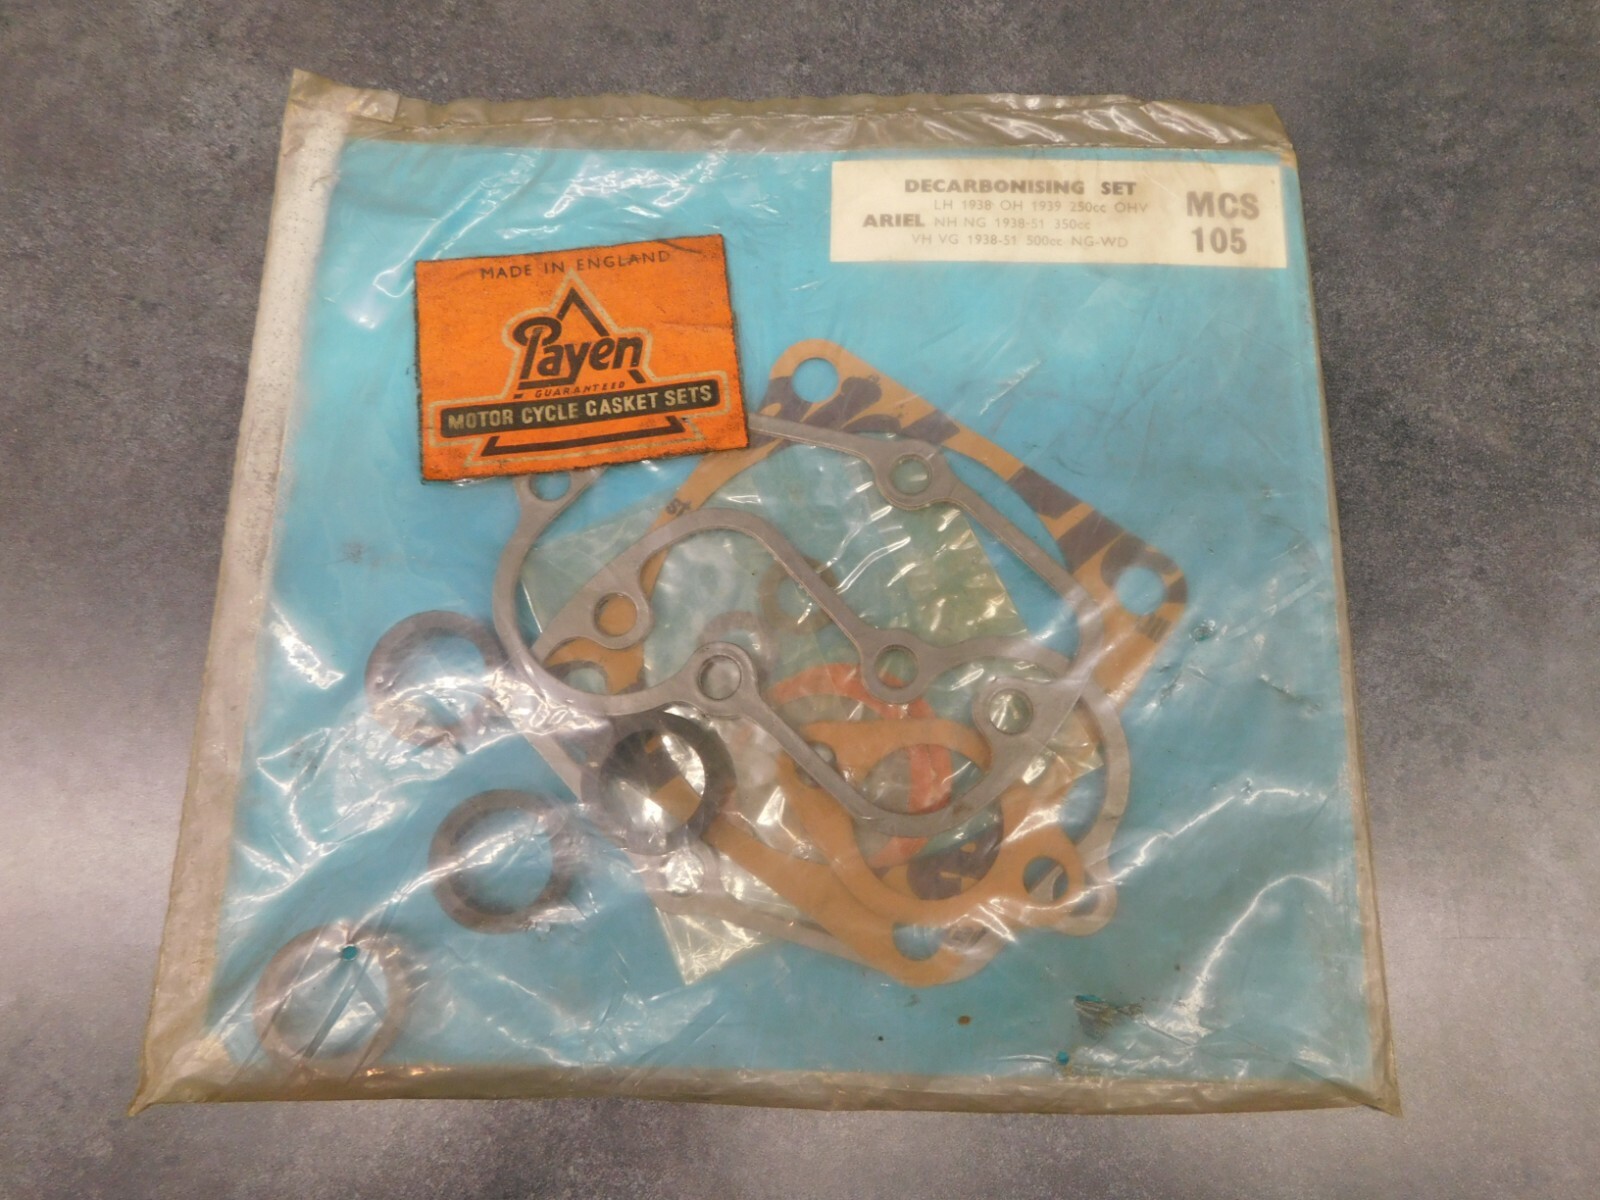 DECARBONISING SET
LH 1938 OH 1939 250cc OHV
ARIEL NH NG 1938-51 350cc
VH VG 1938-51 500cc NG-WD
MCS
105
MADE IN ENGLAND
Payen
GUARANTEED
MOTOR CYCLE GASKET SETS